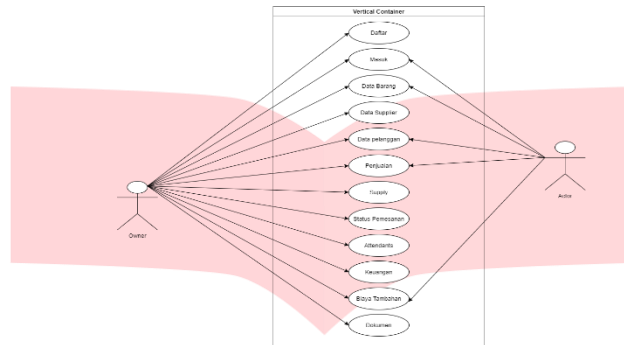 Vertical Container
Daftar
Masuk
Data Barang
Data Supplier
Data pelanggan
Penjualan
Supply
Status Pemesanan
Attendants
Keuangan
Biaya Tambahan
Dokumen
Owner